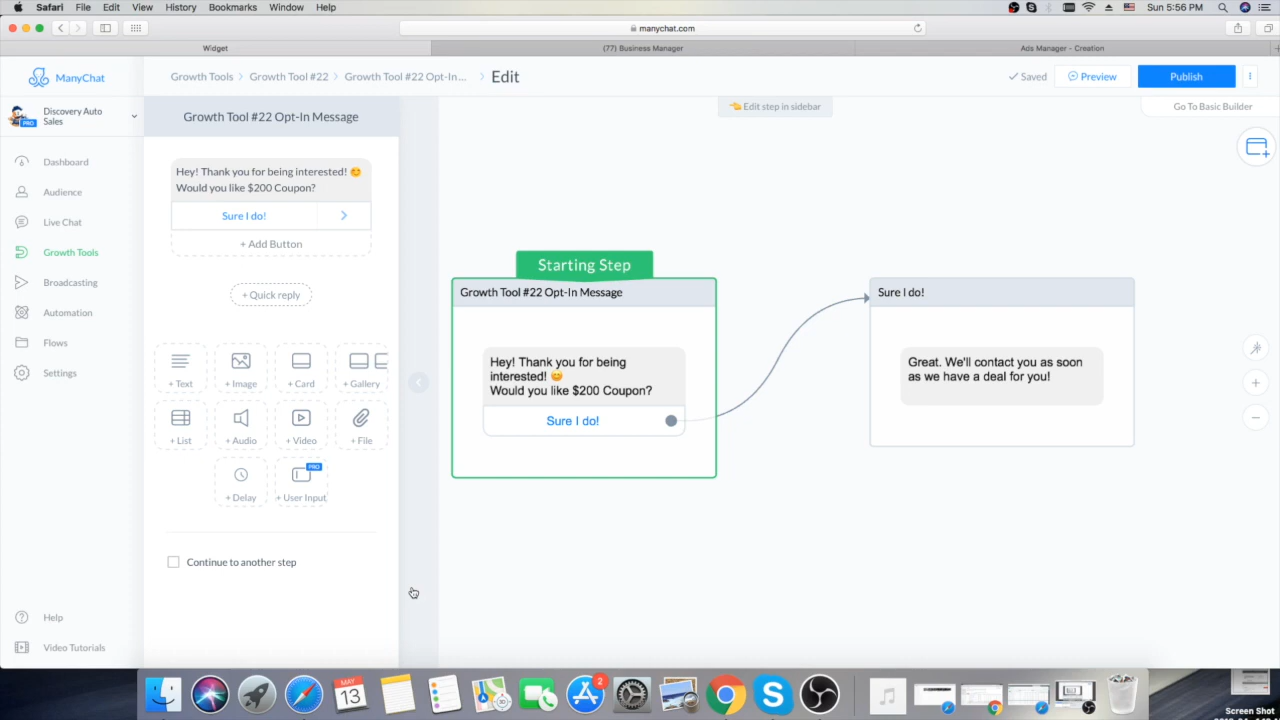 Safari File Edit View History Bookmarks Window Help
Sun 5:56 PM
manychat.com
Widget
(77) Business Manager
Ads Manager - Creation
ManyChat
Growth Tools
Growth Tool #22
Growth Tool #22 Opt-In...
Edit
Saved
Preview
Publish
Discovery Auto
Sales
PRO
Growth Tool #22 Opt-In Message
Edit step in sidebar
Go To Basic Builder
Dashboard
Audience
Live Chat
Growth Tools
Broadcasting
Automation
Flows
Settings
Help
Video Tutorials
Hey! Thank you for being interested! 😊
Would you like $200 Coupon?
Sure I do!
+ Add Button
+ Quick reply
+ Text
+ Image
+ Card
+ Gallery
+ List
+ Audio
+ Video
+ File
+ Delay
PRO
+ User Input
Continue to another step
Starting Step
Growth Tool #22 Opt-In Message
Hey! Thank you for being
interested! 😊
Would you like $200 Coupon?
Sure I do!
Sure I do!
Great. We'll contact you as soon
as we have a deal for you!
MAY
13
2
Screen Shot